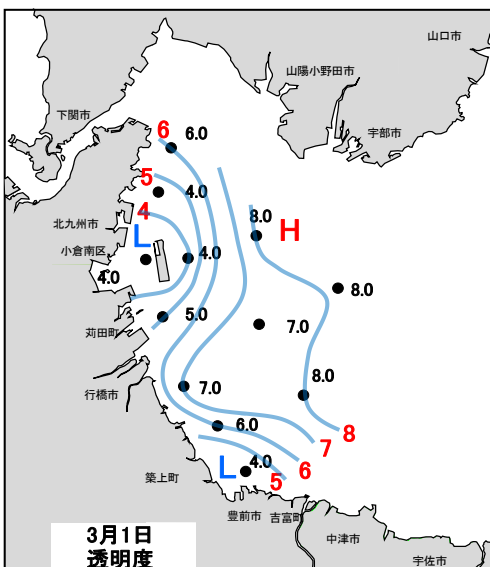 山口市
山陽小野田市
下関市
宇部市
6
6.0
5
4.0
4
8.0
H
北九州市
小倉南区
L
4.0
4.0
8.0
5.0
7.0
苅田町
8.0
7.0
行橋市
6.0
8
7
L
4.0
6
築上町
5
豊前市
吉富町
中津市
宇佐市
3月1日
透明度